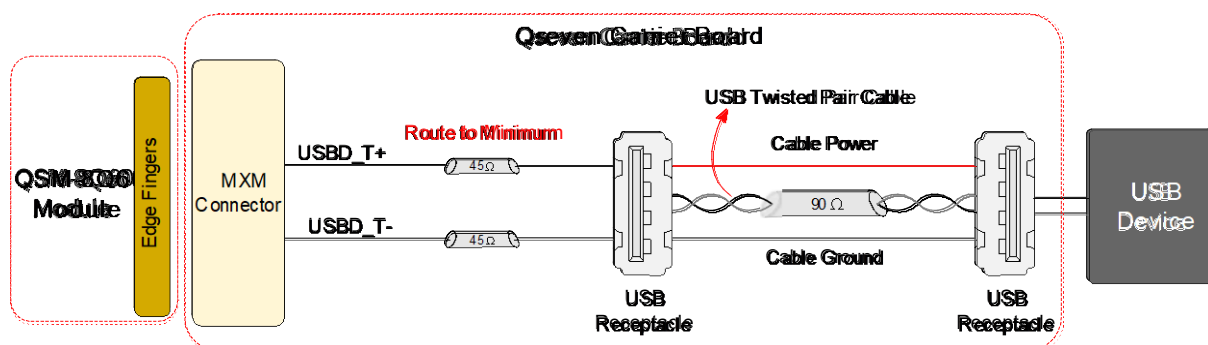 Qseven Carrier Board
USB Twisted Pair Cable
Route to Minimum
Cable Power
USBD_T+
45Ω
Module
Edge Fingers
MXM
Connector
90 Ω
USB
Device
USBD_T-
45Ω
Cable Ground
USB
Receptacle
USB
Receptacle